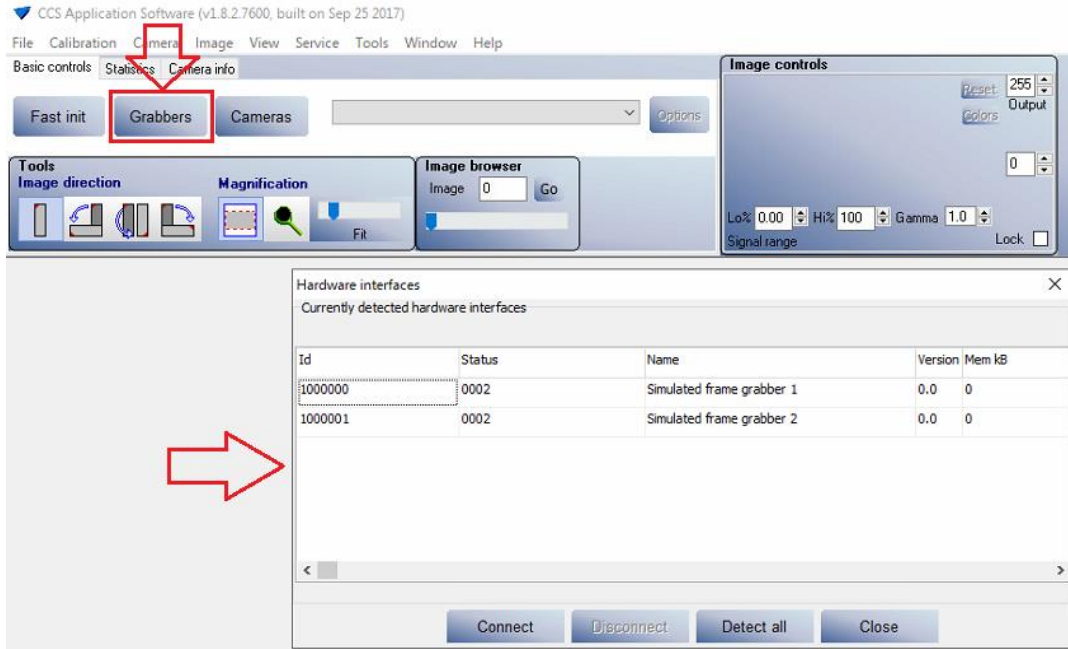 CCS Application Software (v1.8.2.7600, built on Sep 25 2017)
File Calibration Camera Image View Service Tools Window Help
Basic controls Statistics Camera info
Fast init Grabbers Cameras Options
Tools
Image direction Magnification
Fit
Image browser
Image 0 Go
Image controls
Reset 255
Colors Output
0
Lo% 0.00 Hi% 100 Gamma 1.0
Signal range Lock
Hardware interfaces
Currently detected hardware interfaces
Id Status Name Version Mem kB
1000000 0002 Simulated frame grabber 1 0.0 0
1000001 0002 Simulated frame grabber 2 0.0 0
Connect Disconnect Detect all Close